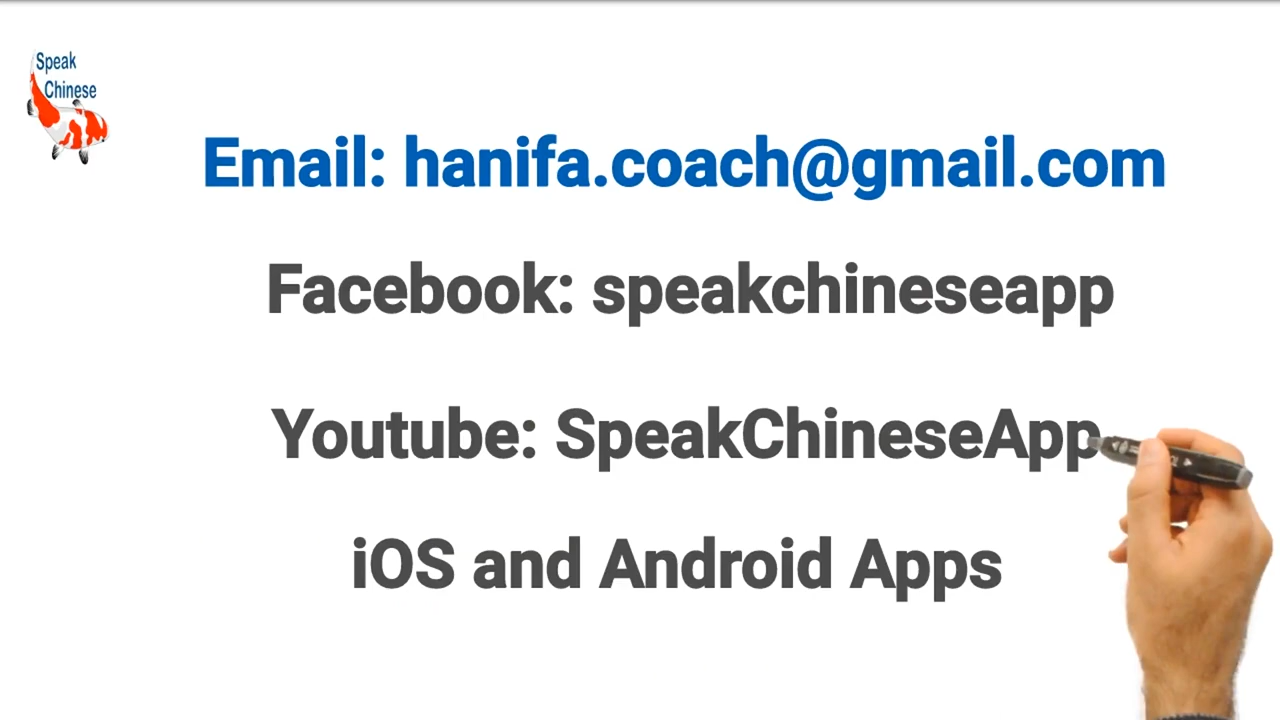 Speak
Chinese
Email: hanifa.coach@gmail.com
Facebook: speakchineseapp
Youtube: SpeakChineseApp
iOS and Android Apps